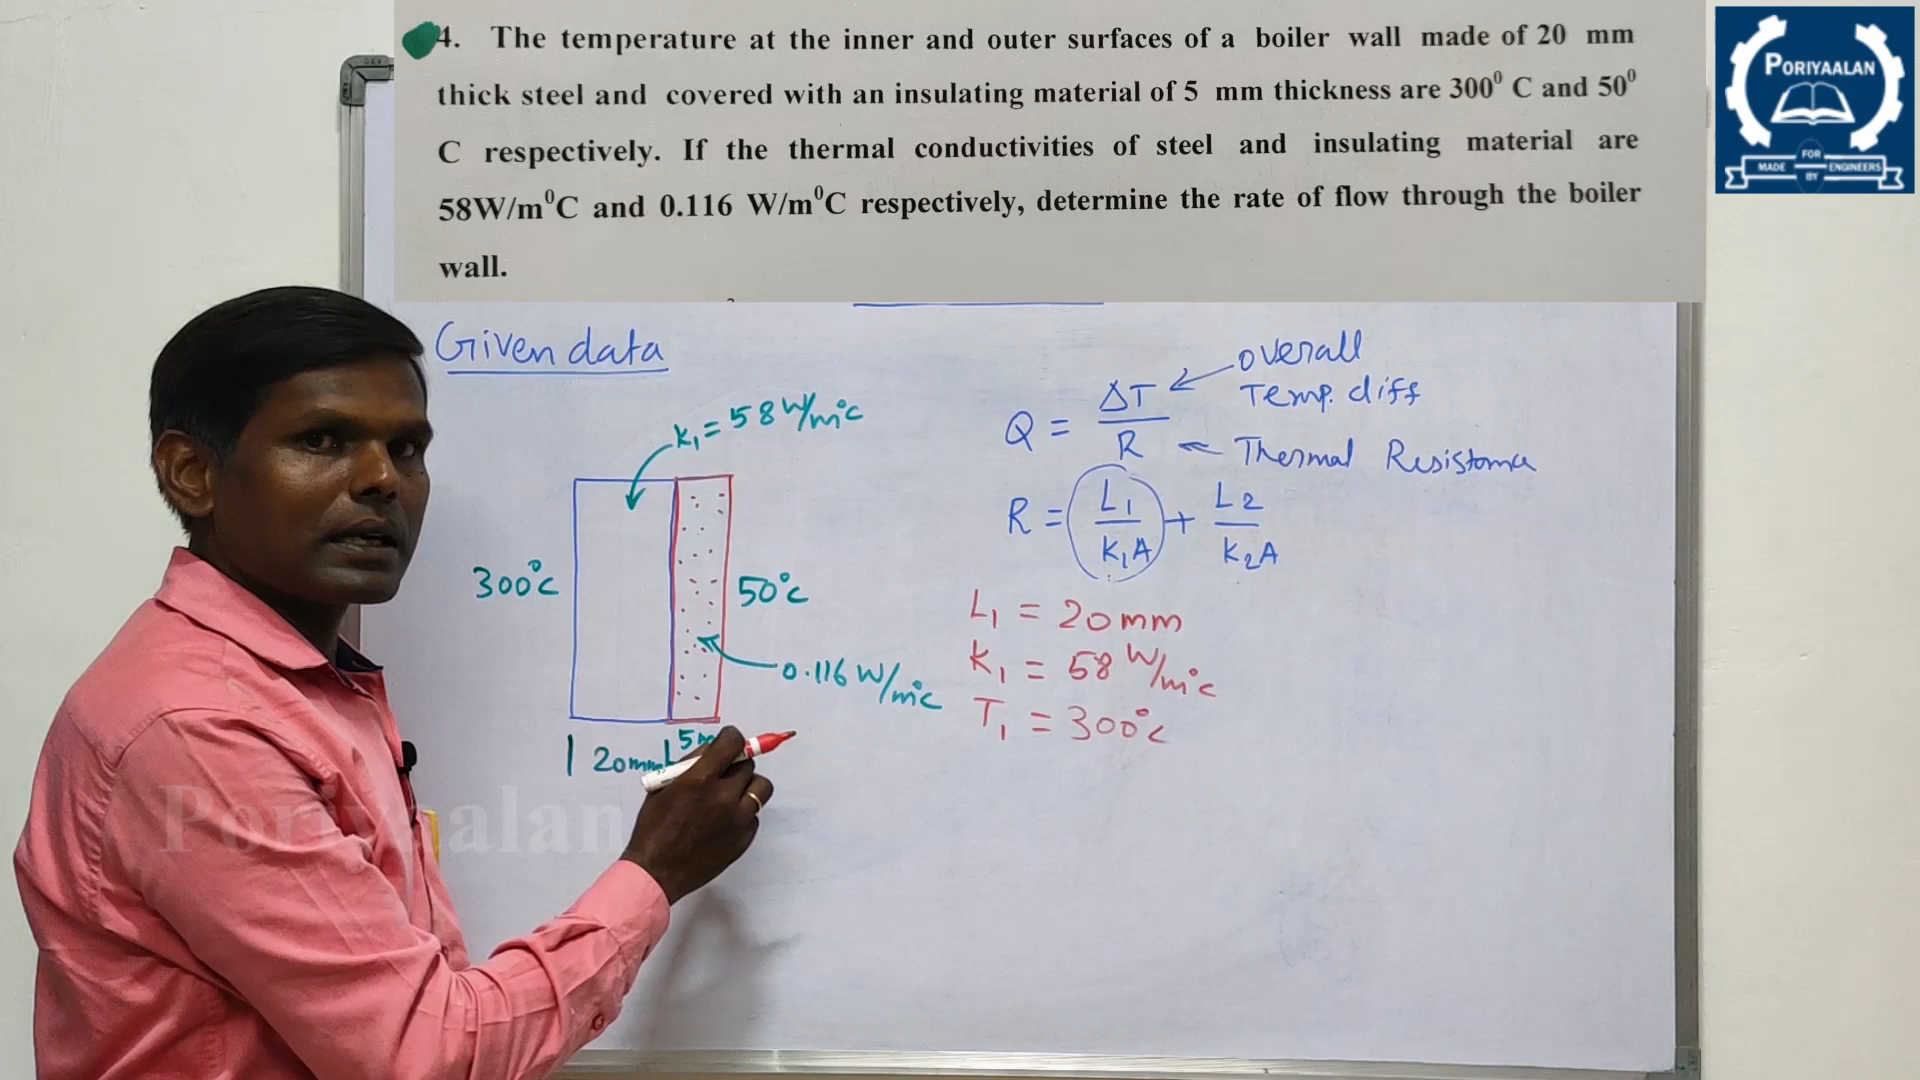 4. The temperature at the inner and outer surfaces of a boiler wall made of 20 mm
thick steel and covered with an insulating material of 5 mm thickness are 300⁰ C and 50⁰
C respectively. If the thermal conductivities of steel and insulating material are
58W/m⁰C and 0.116 W/m⁰C respectively, determine the rate of flow through the boiler
wall.
PORIYAALAN
MADE FOR ENGINEERS
BY
Given data
K₁ = 58 W/m°c
300°c
50°c
0.116 W/m°c
20mm
Q = ΔT / R
overall
Temp. diff
Thermal Resistance
R = L₁/K₁A + L₂/K₂A
L₁ = 20mm
K₁ = 58 W/m°c
T₁ = 300°c
Poriyaalan